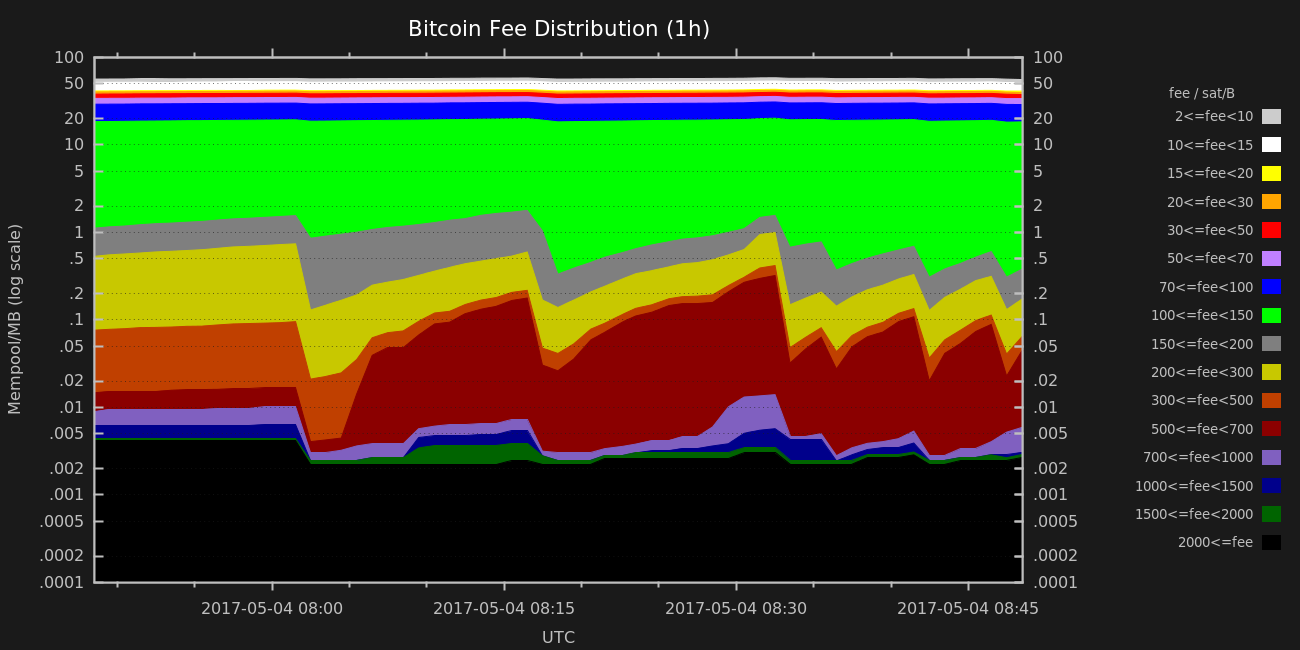 Bitcoin Fee Distribution (1h)
100
50
20
10
5
2
1
.5
.2
.1
.05
.02
.01
.005
.002
.001
.0005
.0002
.0001
Mempool/MB (log scale)
2017-05-04 08:00
2017-05-04 08:15
2017-05-04 08:30
2017-05-04 08:45
UTC
100
50
20
10
5
2
1
.5
.2
.1
.05
.02
.01
.005
.002
.001
.0005
.0002
.0001
fee / sat/B
2<=fee<10
10<=fee<15
15<=fee<20
20<=fee<30
30<=fee<50
50<=fee<70
70<=fee<100
100<=fee<150
150<=fee<200
200<=fee<300
300<=fee<500
500<=fee<700
700<=fee<1000
1000<=fee<1500
1500<=fee<2000
2000<=fee